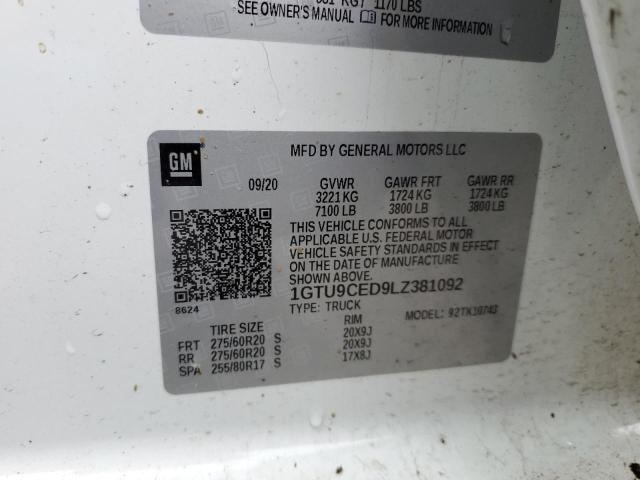 KG / 1170 LBS
SEE OWNER'S MANUAL FOR MORE INFORMATION
GM
MFD BY GENERAL MOTORS LLC
09/20 GVWR GAWR FRT GAWR RR
3221 KG 1724 KG 1724 KG
7100 LB 3800 LB 3800 LB
THIS VEHICLE CONFORMS TO ALL
APPLICABLE U.S. FEDERAL MOTOR
VEHICLE SAFETY STANDARDS IN EFFECT
ON THE DATE OF MANUFACTURE
SHOWN ABOVE.
1GTU9CED9LZ381092
8624
TYPE: TRUCK MODEL: 92TK10743
TIRE SIZE RIM
FRT 275/60R20 S 20X9J
RR 275/60R20 S 20X9J
SPA 255/80R17 S 17X8J